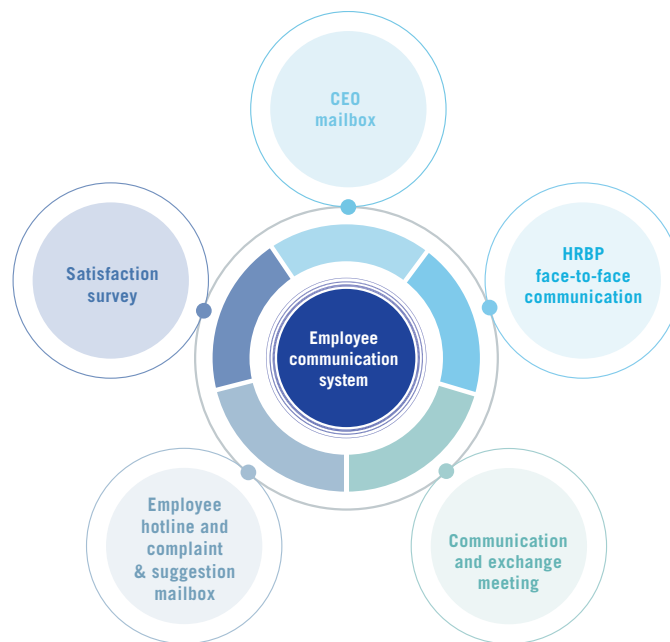 CEO
mailbox
HRBP
face-to-face
communication
Satisfaction
survey
Employee
communication
system
Employee
hotline and
complaint
& suggestion
mailbox
Communication
and exchange
meeting